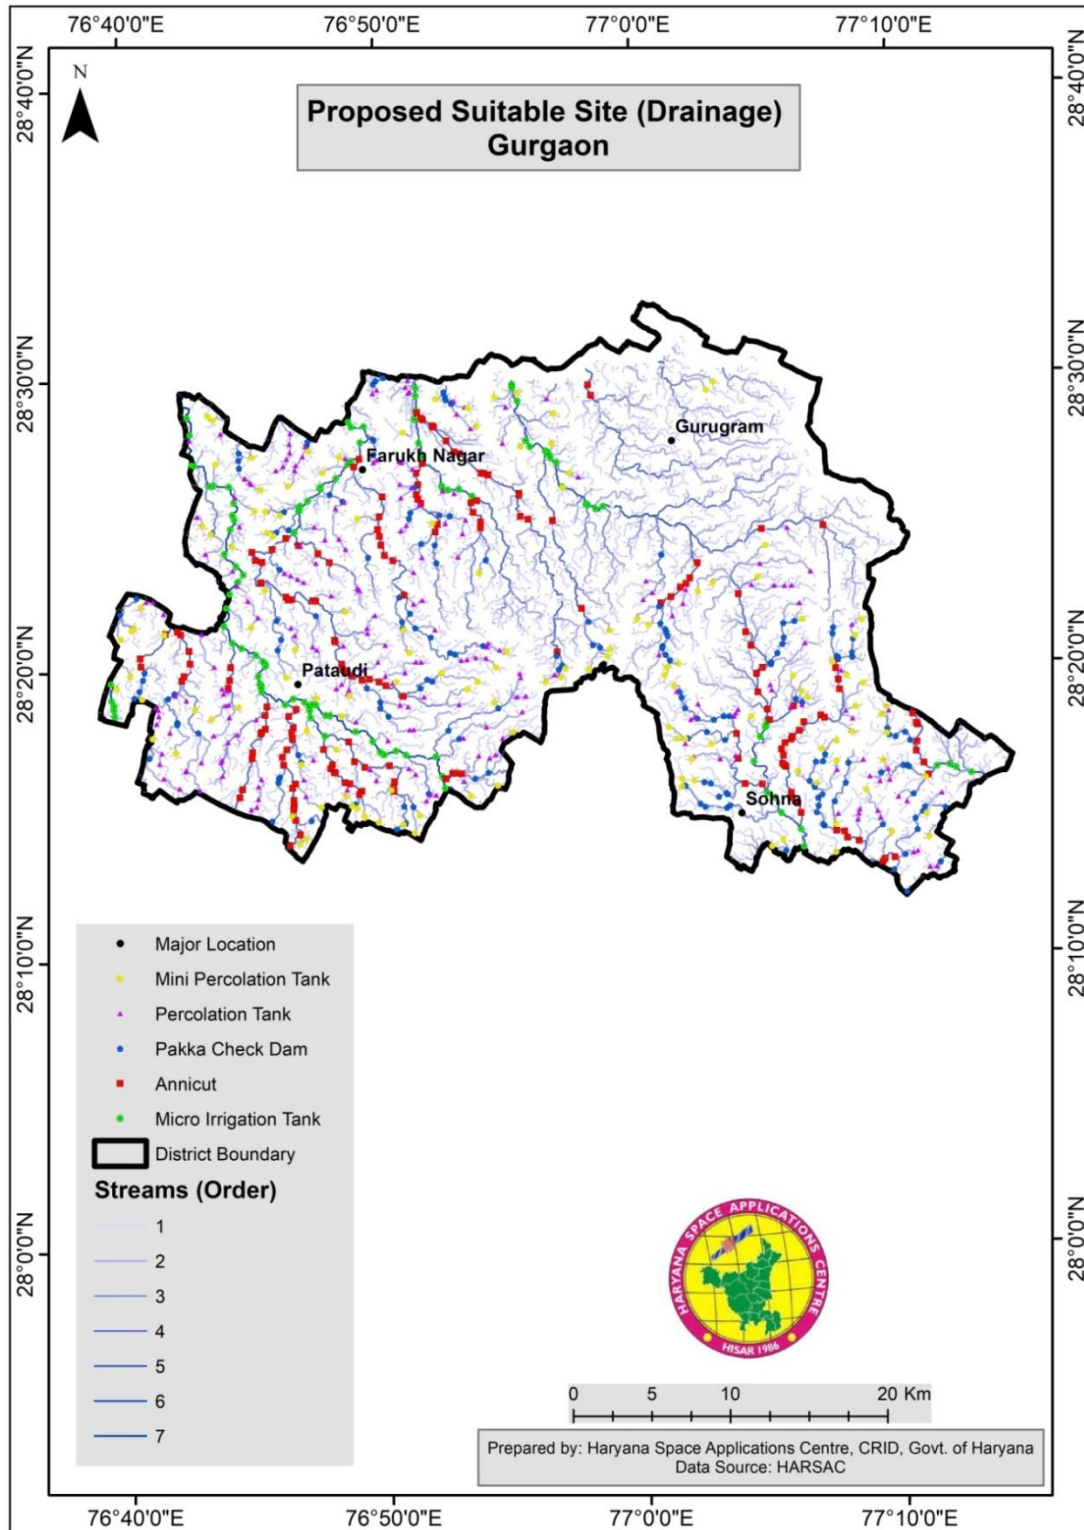 76°40'0"E 76°50'0"E 77°0'0"E 77°10'0"E
N
28°40'0"N
28°40'0"N
Proposed Suitable Site (Drainage)
Gurgaon
28°30'0"N
28°30'0"N
Gurugram
Farukh Nagar
28°20'0"N
28°20'0"N
Pataudi
Sohna
28°10'0"N
28°10'0"N
Major Location
Mini Percolation Tank
Percolation Tank
Pakka Check Dam
Annicut
Micro Irrigation Tank
District Boundary
Streams (Order)
1
2
3
4
5
6
7
28°0'0"N
28°0'0"N
HARYANA SPACE APPLICATIONS CENTRE
HISAR 1986
0 5 10 20 Km
Prepared by: Haryana Space Applications Centre, CRID, Govt. of Haryana
Data Source: HARSAC
76°40'0"E 76°50'0"E 77°0'0"E 77°10'0"E